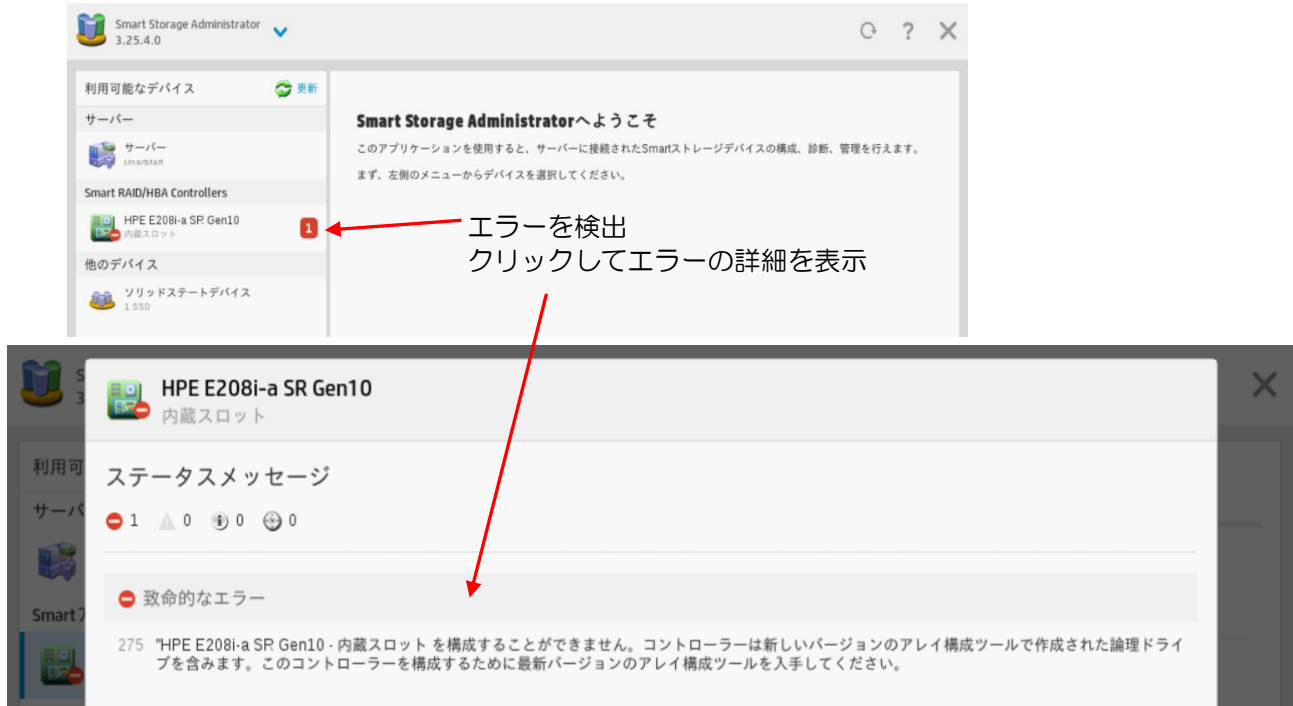 Smart Storage Administrator
3.25.4.0
?
利用可能なデバイス
更新
サーバー
サーバー
smartstart
Smart RAID/HBA Controllers
HPE E208i-a SR Gen10
内蔵スロット
1
他のデバイス
ソリッドステートデバイス
1 SSD
Smart Storage Administratorへようこそ
このアプリケーションを使用すると、サーバーに接続されたSmartストレージデバイスの構成、診断、管理を行えます。
まず、左側のメニューからデバイスを選択してください。
エラーを検出
クリックしてエラーの詳細を表示
S
3
利用可
サーバ
Smartア
HPE E208i-a SR Gen10
内蔵スロット
ステータスメッセージ
1 0 0 0
致命的なエラー
275 "HPE E208i-a SR Gen10 - 内蔵スロット を構成することができません。コントローラーは新しいバージョンのアレイ構成ツールで作成された論理ドライ
ブを含みます。このコントローラーを構成するために最新バージョンのアレイ構成ツールを入手してください。